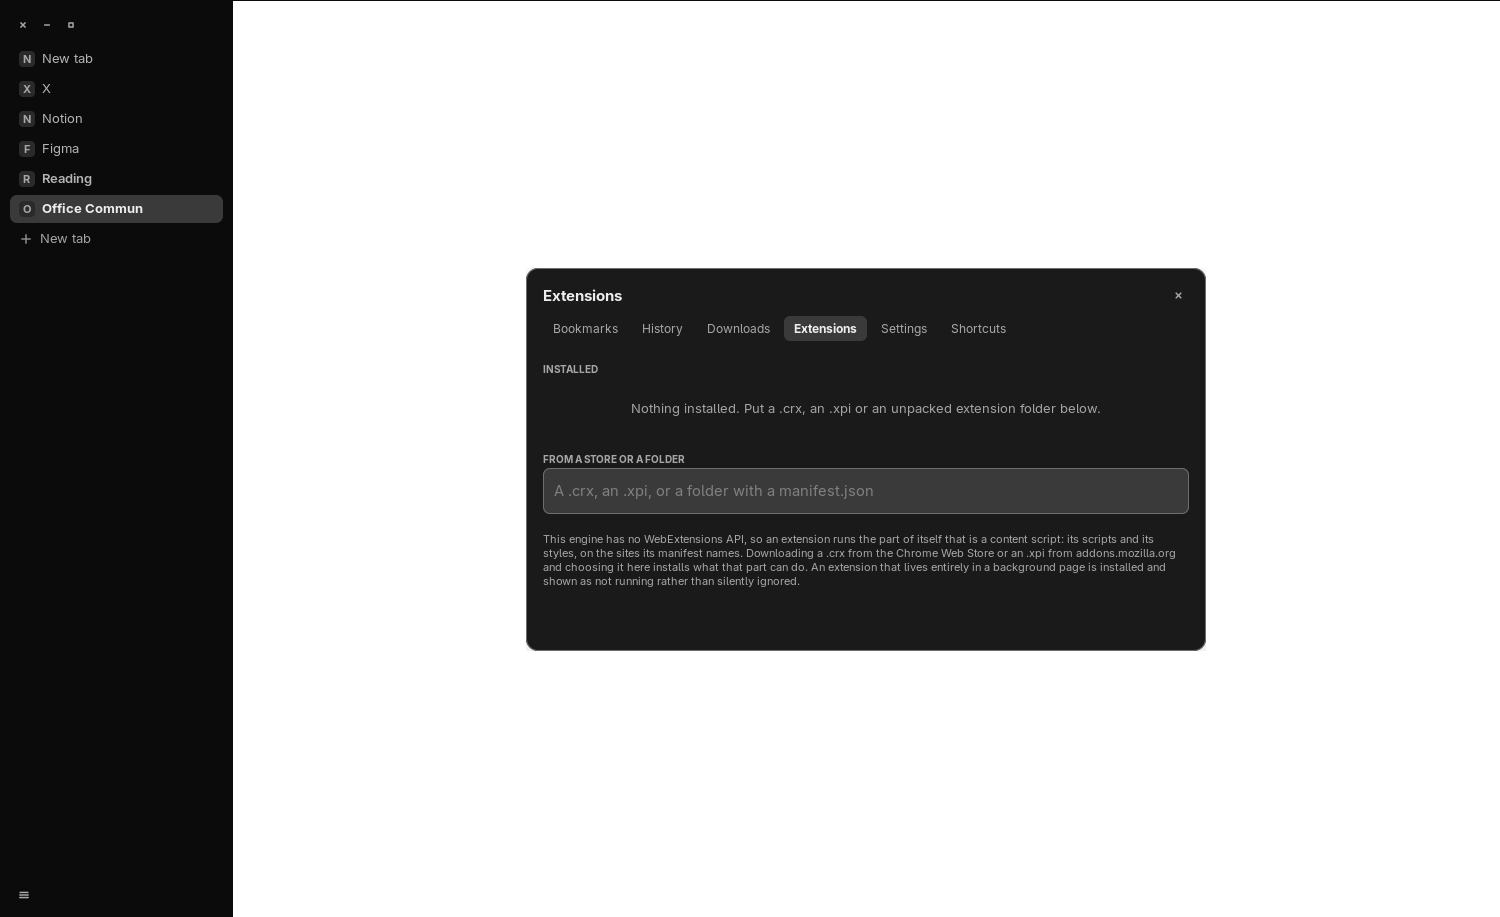 N New tab
X X
N Notion
F Figma
R Reading
O Office Commun
+ New tab
Extensions
Bookmarks History Downloads Extensions Settings Shortcuts
INSTALLED
Nothing installed. Put a .crx, an .xpi or an unpacked extension folder below.
FROM A STORE OR A FOLDER
A .crx, an .xpi, or a folder with a manifest.json
This engine has no WebExtensions API, so an extension runs the part of itself that is a content script: its scripts and its
styles, on the sites its manifest names. Downloading a .crx from the Chrome Web Store or an .xpi from addons.mozilla.org
and choosing it here installs what that part can do. An extension that lives entirely in a background page is installed and
shown as not running rather than silently ignored.